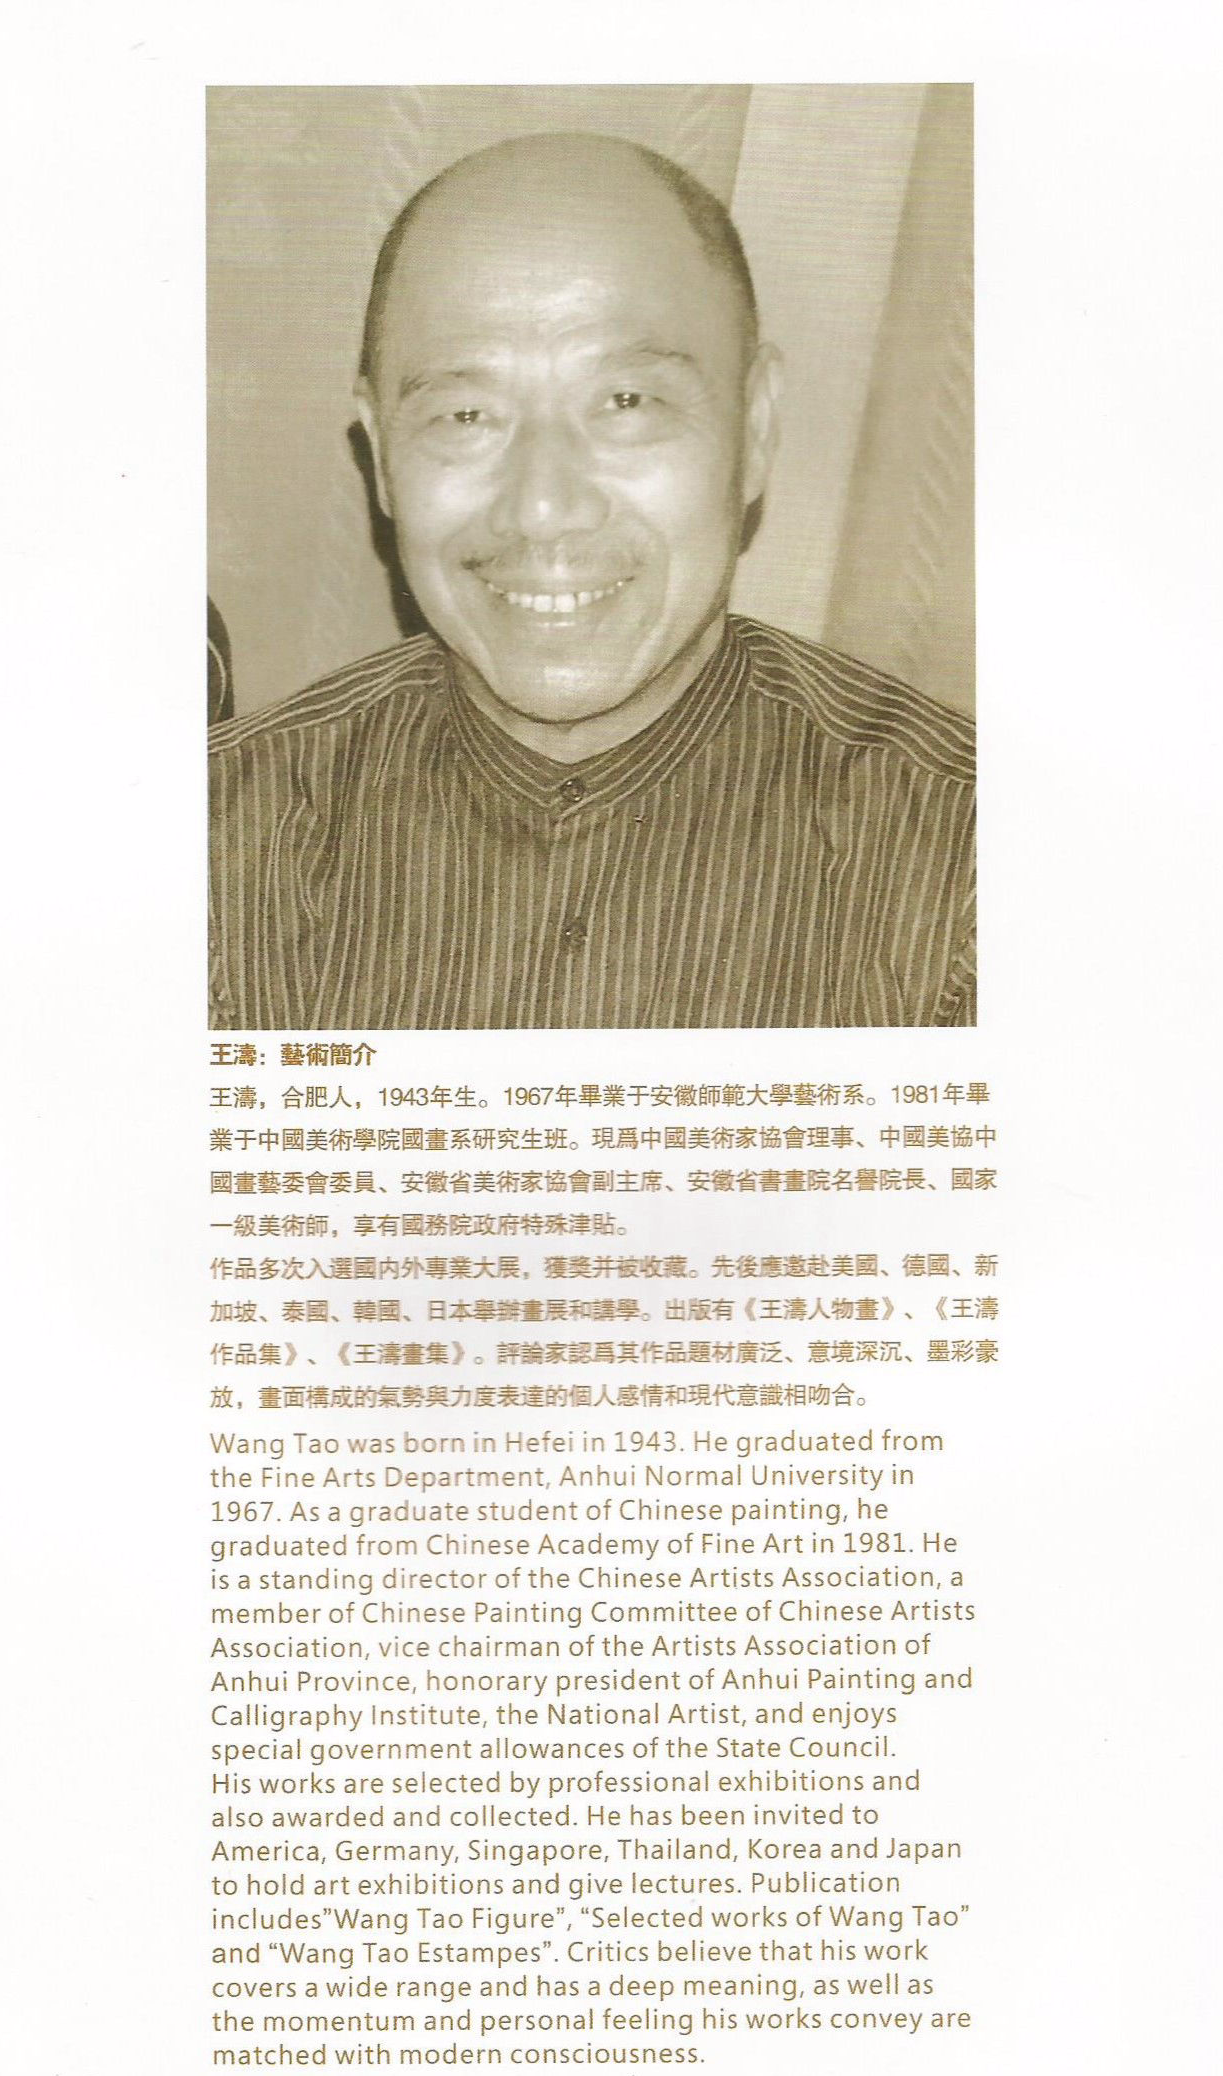 王濤：藝術簡介
王濤，合肥人，1943年生。1967年畢業于安徽師範大學藝術系。1981年畢
業于中國美術學院國畫系研究生班。現爲中國美術家協會理事、中國美協中
國畫藝委會委員、安徽省美術家協會副主席、安徽省書畫院名譽院長、國家
一級美術師，享有國務院政府特殊津貼。
作品多次入選國内外專業大展，獲獎并被收藏。先後應邀赴美國、德國、新
加坡、泰國、韓國、日本舉辦畫展和講學。出版有《王濤人物畫》、《王濤
作品集》、《王濤畫集》。評論家認爲其作品題材廣泛、意境深沉、墨彩豪
放，畫面構成的氣勢與力度表達的個人感情和現代意識相吻合。
Wang Tao was born in Hefei in 1943. He graduated from
the Fine Arts Department, Anhui Normal University in
1967. As a graduate student of Chinese painting, he
graduated from Chinese Academy of Fine Art in 1981. He
is a standing director of the Chinese Artists Association, a
member of Chinese Painting Committee of Chinese Artists
Association, vice chairman of the Artists Association of
Anhui Province, honorary president of Anhui Painting and
Calligraphy Institute, the National Artist, and enjoys
special government allowances of the State Council.
His works are selected by professional exhibitions and
also awarded and collected. He has been invited to
America, Germany, Singapore, Thailand, Korea and Japan
to hold art exhibitions and give lectures. Publication
includes”Wang Tao Figure”, “Selected works of Wang Tao”
and “Wang Tao Estampes”. Critics believe that his work
covers a wide range and has a deep meaning, as well as
the momentum and personal feeling his works convey are
matched with modern consciousness.